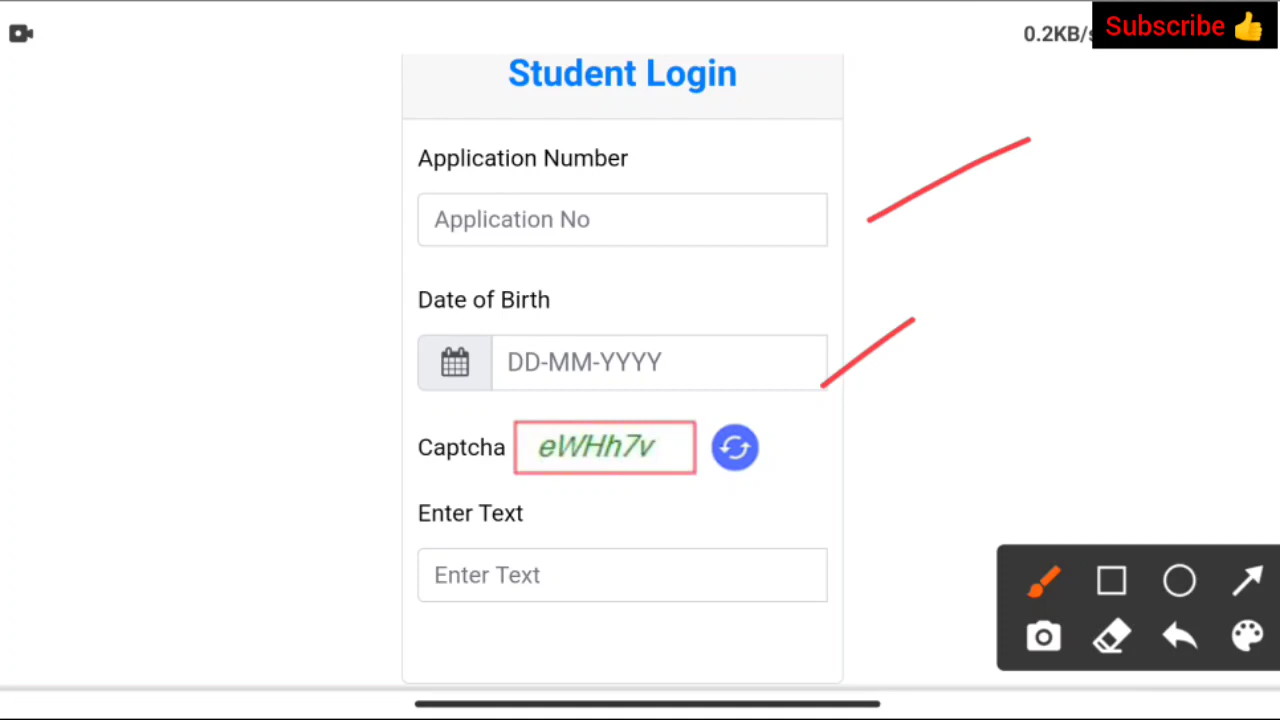 0.2KB/s
Subscribe 👍
Student Login
Application Number
Application No
Date of Birth
DD-MM-YYYY
Captcha eWHh7v
Enter Text
Enter Text